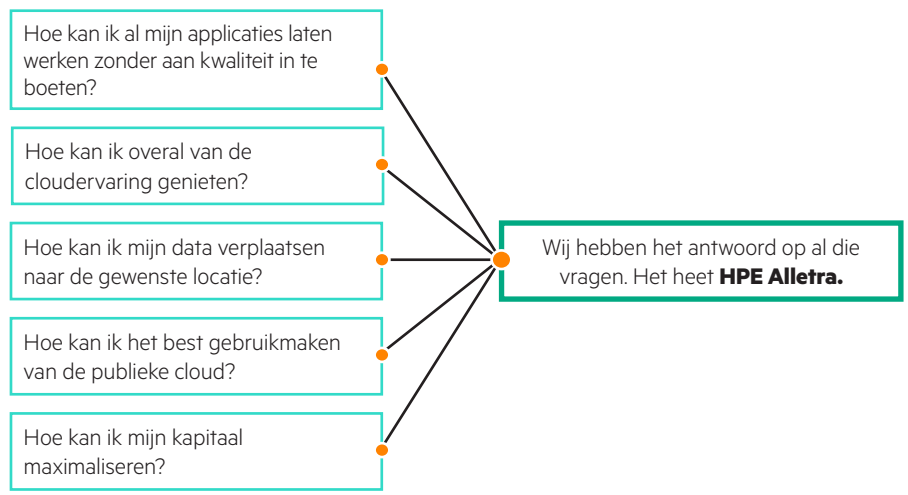 Hoe kan ik al mijn applicaties laten
werken zonder aan kwaliteit in te
boeten?
Hoe kan ik overal van de
cloudervaring genieten?
Hoe kan ik mijn data verplaatsen
naar de gewenste locatie?
Hoe kan ik het best gebruikmaken
van de publieke cloud?
Hoe kan ik mijn kapitaal
maximaliseren?
Wij hebben het antwoord op al die
vragen. Het heet HPE Alletra.